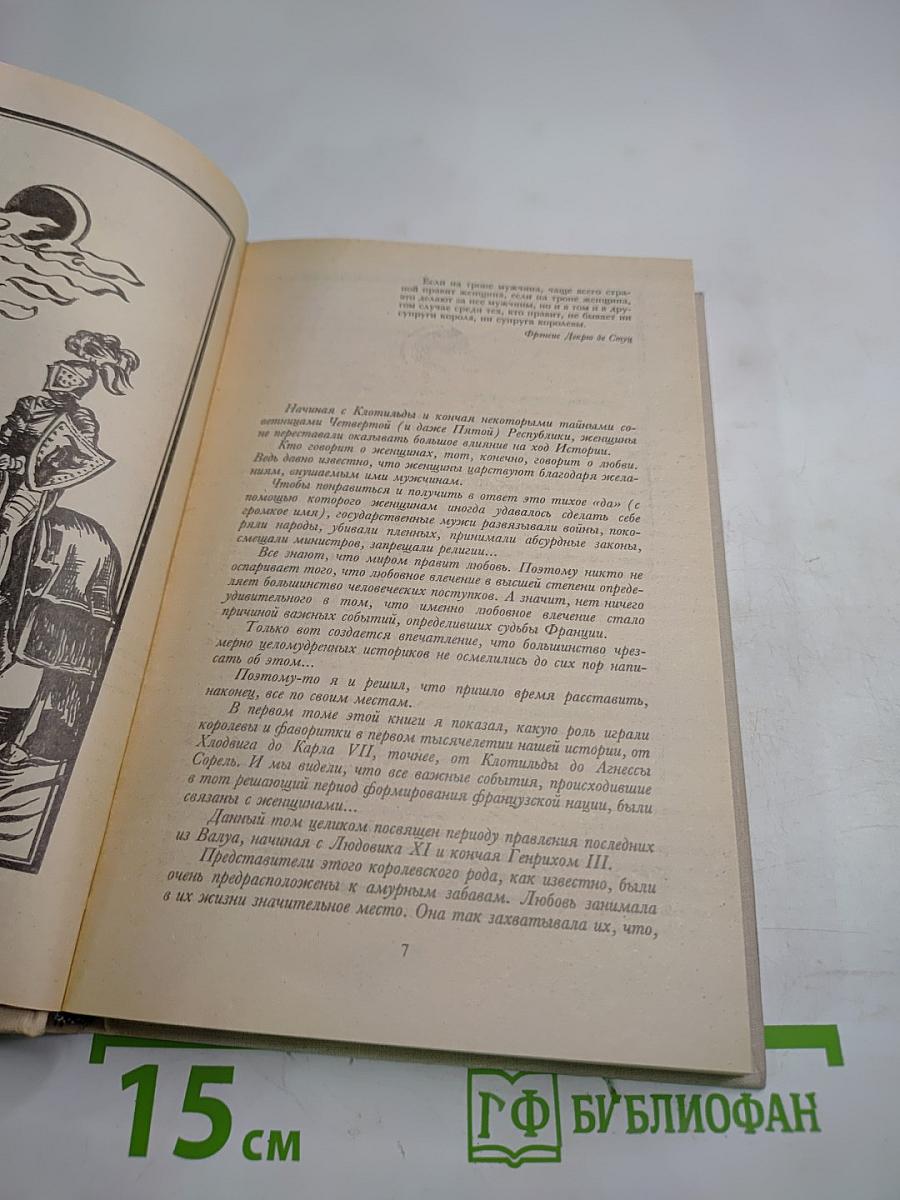 Если на троне мужчина, чаще всего стра-
ной правит женщина, если на троне женщина,
это делают за нее мужчины, но и в том и в дру-
гом случае среди тех, кто правит, не бывает ни
супруги короля, ни супруга королевы.
Фрэнсис Декрю де Стуц
Начиная с Клотильды и кончая некоторыми тайными со-
ветницами Четвертой (и даже Пятой) Республики, женщины
не переставали оказывать большое влияние на ход Истории.
Кто говорит о женщинах, тот, конечно, говорит о любви.
Ведь давно известно, что женщины царствуют благодаря жела-
ниям, внушаемым ими мужчинам.
Чтобы понравиться и получить в ответ это тихое «да» (с
помощью которого женщинам иногда удавалось сделать себе
громкое имя), государственные мужи развязывали войны, поко-
ряли народы, убивали пленных, принимали абсурдные законы,
смещали министров, запрещали религии...
Все знают, что миром правит любовь. Поэтому никто не
оспаривает того, что любовное влечение в высшей степени опреде-
ляет большинство человеческих поступков. А значит, нет ничего
удивительного в том, что именно любовное влечение стало
причиной важных событий, определивших судьбы Франции.
Только вот создается впечатление, что большинство чрез-
мерно целомудренных историков не осмелились до сих пор напи-
сать об этом...
Поэтому-то я и решил, что пришло время расставить,
наконец, все по своим местам.
В первом томе этой книги я показал, какую роль играли
королевы и фаворитки в первом тысячелетии нашей истории, от
Хлодвига до Карла VII, точнее, от Клотильды до Агнессы
Сорель. И мы видели, что все важные события, происходившие
в тот решающий период формирования французской нации, были
связаны с женщинами...
Данный том целиком посвящен периоду правления последних
из Валуа, начиная с Людовика XI и кончая Генрихом III.
Представители этого королевского рода, как известно, были
очень предрасположены к амурным забавам. Любовь занимала
в их жизни значительное место. Она так захватывала их, что,
7
15 см
ГФ БИБЛИОФАН